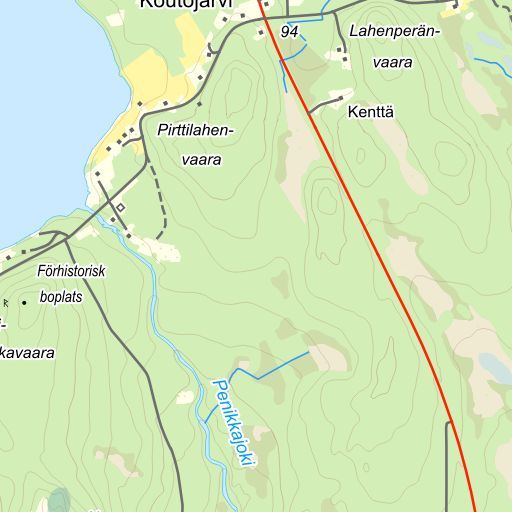 Koutojärvi
94
Lahenperän-
vaara
Kenttä
Pirttilahen-
vaara
Förhistorisk
boplats
R
i-
kavaara
Penikkajoki